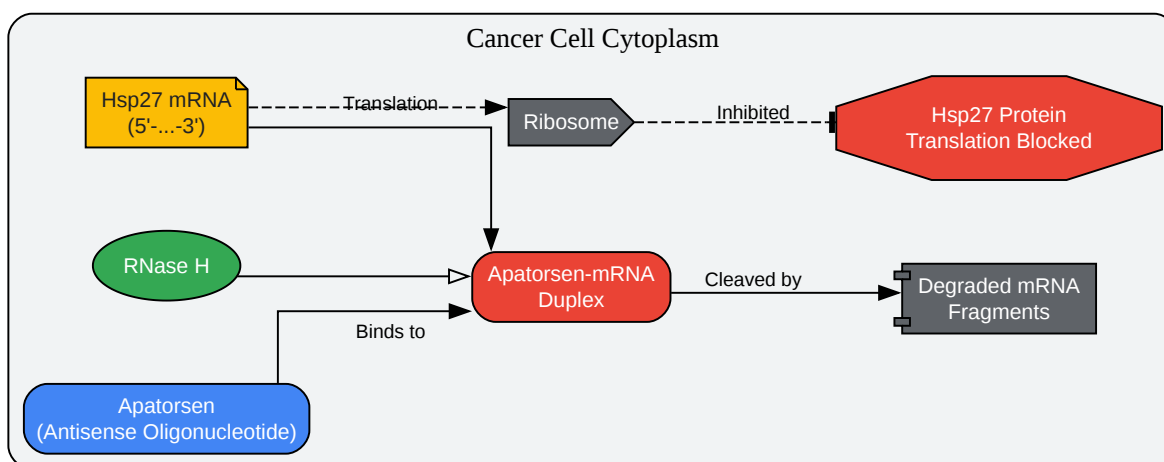 Cancer Cell Cytoplasm
Hsp27 mRNA
(5'-...-3')
Translation
Ribosome
Inhibited
Hsp27 Protein
Translation Blocked
RNase H
Apatorsen-mRNA
Duplex
Cleaved by
Degraded mRNA
Fragments
Binds to
Apatorsen
(Antisense Oligonucleotide)